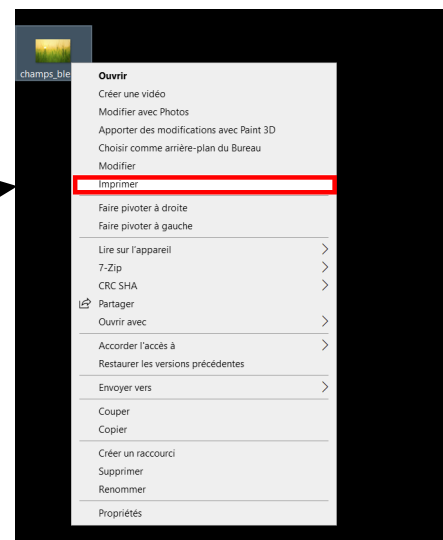 champs_ble
Ouvrir
Créer une vidéo
Modifier avec Photos
Apporter des modifications avec Paint 3D
Choisir comme arrière-plan du Bureau
Modifier
Imprimer
Faire pivoter à droite
Faire pivoter à gauche
Lire sur l'appareil
7-Zip
CRC SHA
Partager
Ouvrir avec
Accorder l'accès à
Restaurer les versions précédentes
Envoyer vers
Couper
Copier
Créer un raccourci
Supprimer
Renommer
Propriétés